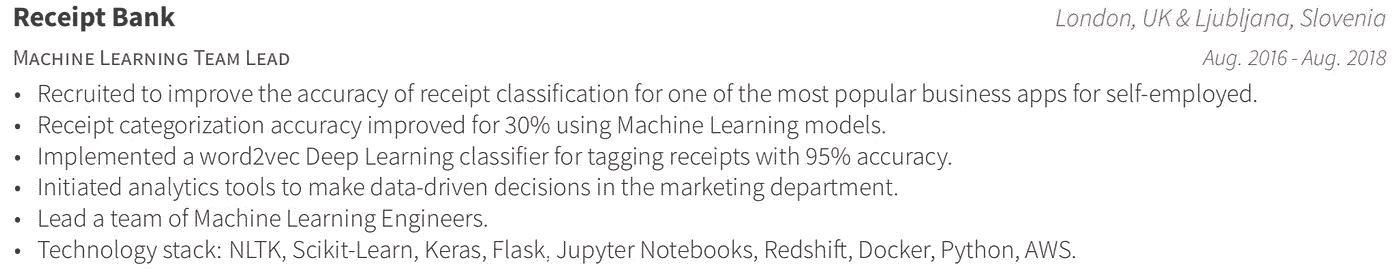 Receipt Bank London, UK & Ljubljana, Slovenia
Machine Learning Team Lead Aug. 2016 - Aug. 2018
• Recruited to improve the accuracy of receipt classification for one of the most popular business apps for self-employed.
• Receipt categorization accuracy improved for 30% using Machine Learning models.
• Implemented a word2vec Deep Learning classifier for tagging receipts with 95% accuracy.
• Initiated analytics tools to make data-driven decisions in the marketing department.
• Lead a team of Machine Learning Engineers.
• Technology stack: NLTK, Scikit-Learn, Keras, Flask, Jupyter Notebooks, Redshift, Docker, Python, AWS.